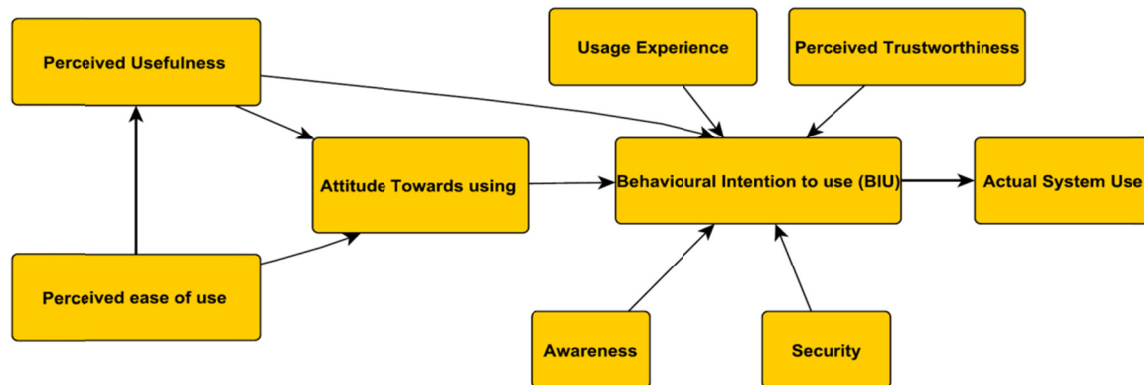 Perceived Usefulness
Usage Experience
Perceived Trustworthiness
Attitude Towards using
Behavioural Intention to use (BIU)
Actual System Use
Perceived ease of use
Awareness
Security